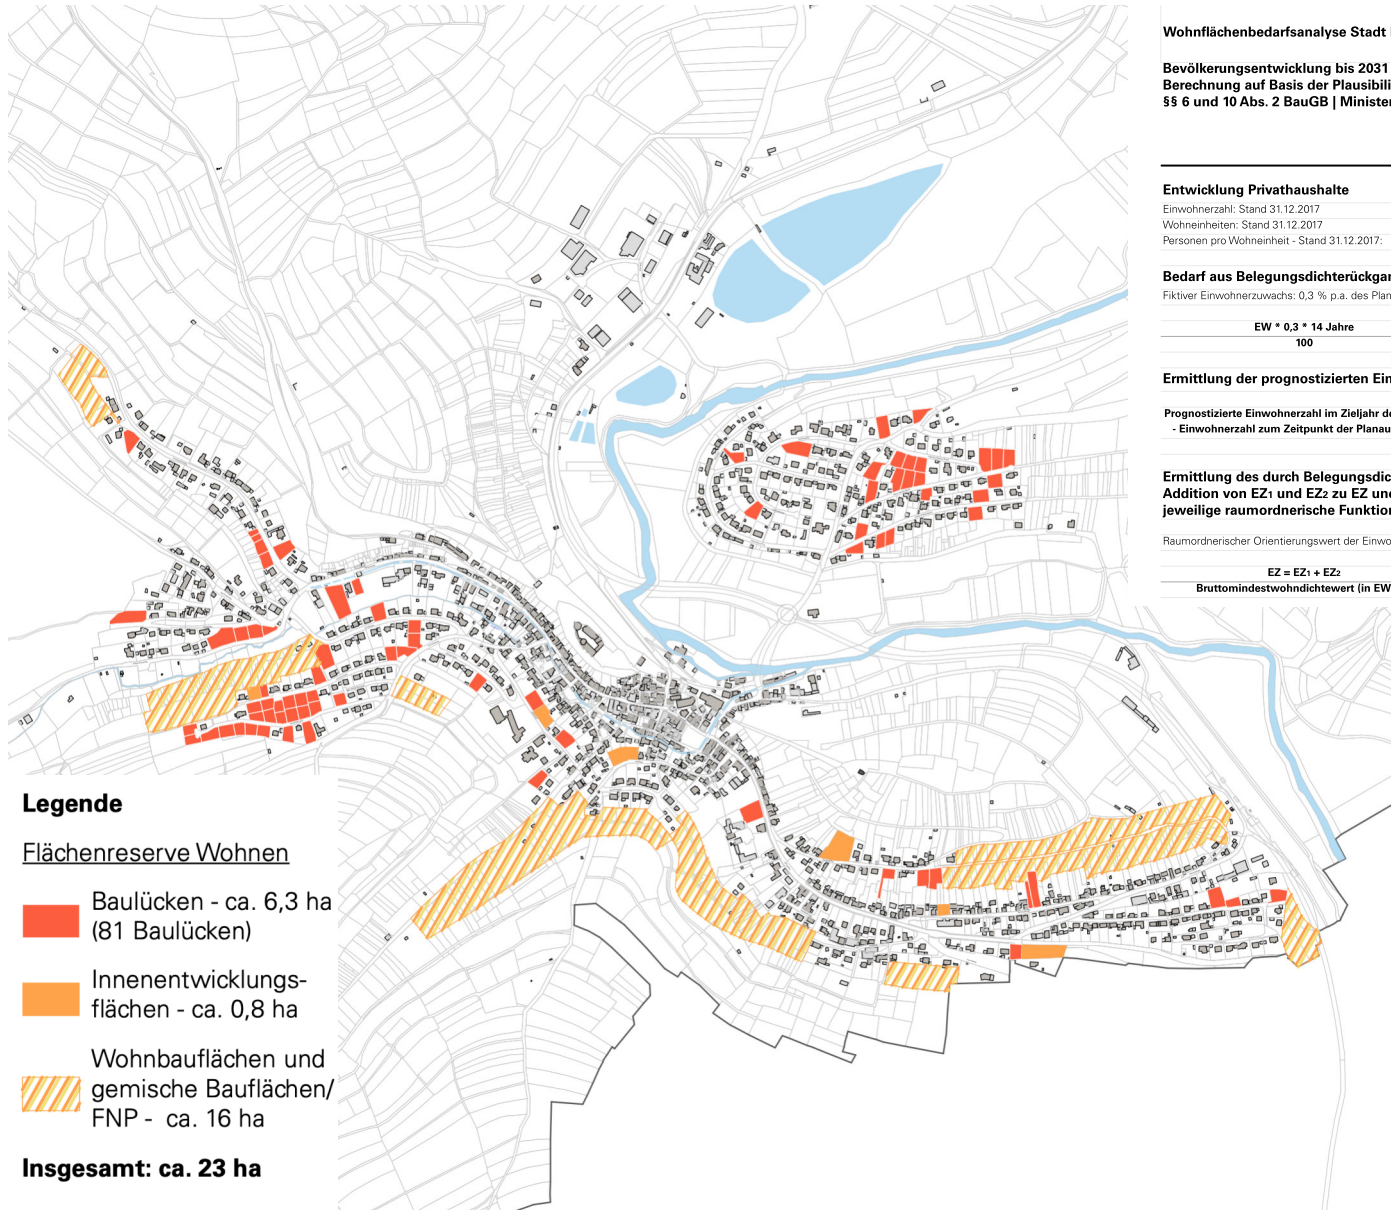 Wohnflächenbedarfsanalyse Stadt
Bevölkerungsentwicklung bis 2031
Berechnung auf Basis der Plausibili
§§ 6 und 10 Abs. 2 BauGB | Minister
Entwicklung Privathaushalte
Einwohnerzahl: Stand 31.12.2017
Wohneinheiten: Stand 31.12.2017
Personen pro Wohneinheit - Stand 31.12.2017:
Bedarf aus Belegungsdichterückgan
Fiktiver Einwohnerzuwachs: 0,3 % p.a. des Plan
EW * 0,3 * 14 Jahre
100
Ermittlung der prognostizierten Ein
Prognostizierte Einwohnerzahl im Zieljahr de
- Einwohnerzahl zum Zeitpunkt der Planau
Ermittlung des durch Belegungsdic
Addition von EZ1 und EZ2 zu EZ und
jeweilige raumordnerische Funktion
Raumordnerischer Orientierungswert der Einwo
EZ = EZ1 + EZ2
Bruttomindestwohndichtewert (in EW
Legende
Flächenreserve Wohnen
Baulücken - ca. 6,3 ha
(81 Baulücken)
Innenentwicklungs-
flächen - ca. 0,8 ha
Wohnbauflächen und
gemische Bauflächen/
FNP - ca. 16 ha
Insgesamt: ca. 23 ha